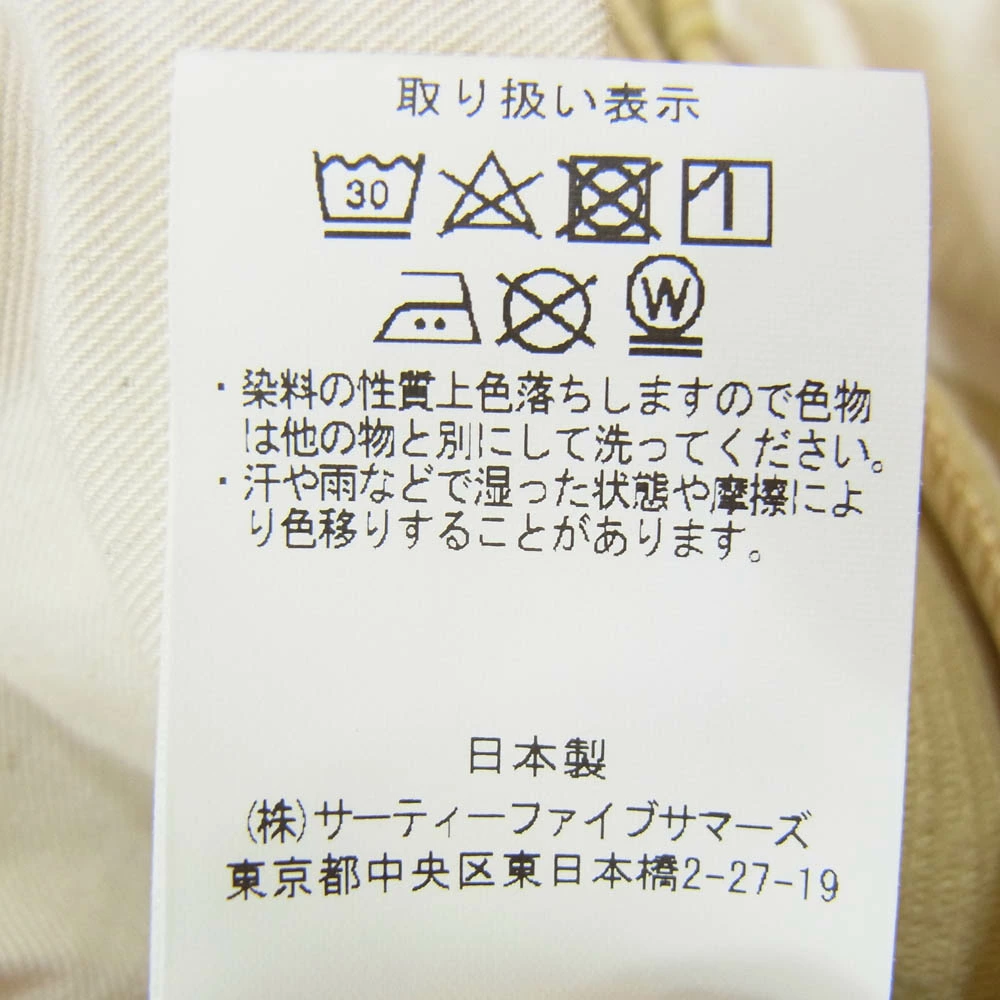 取り扱い表示
30
W
・染料の性質上色落ちしますので色物
は他の物と別にして洗ってください。
・汗や雨などで湿った状態や摩擦によ
り色移りすることがあります。
日本製
(株)サーティーファイブサマーズ
東京都中央区東日本橋2-27-19